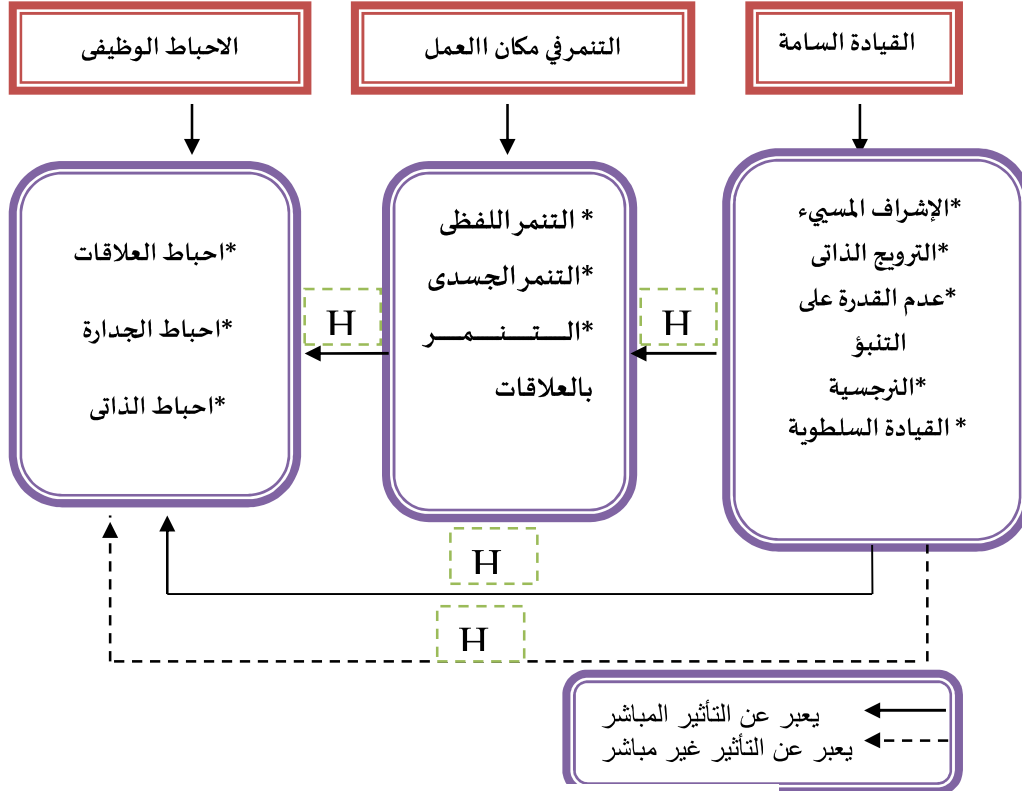 القيادة السامة
التنمر في مكان االعمل
الاحباط الوظيفى
*الإشراف المسيء
*الترويج الذاتى
*عدم القدرة على
التنبؤ
*النرجسية
* القيادة السلطوية
H
* التنمر اللفظى
*التنمر الجسدى
*الـتـنـمـر
بالعلاقات
H
*احباط العلاقات
*احباط الجدارة
*احباط الذاتى
H
H
يعبر عن التأثير المباشر
يعبر عن التأثير غير مباشر